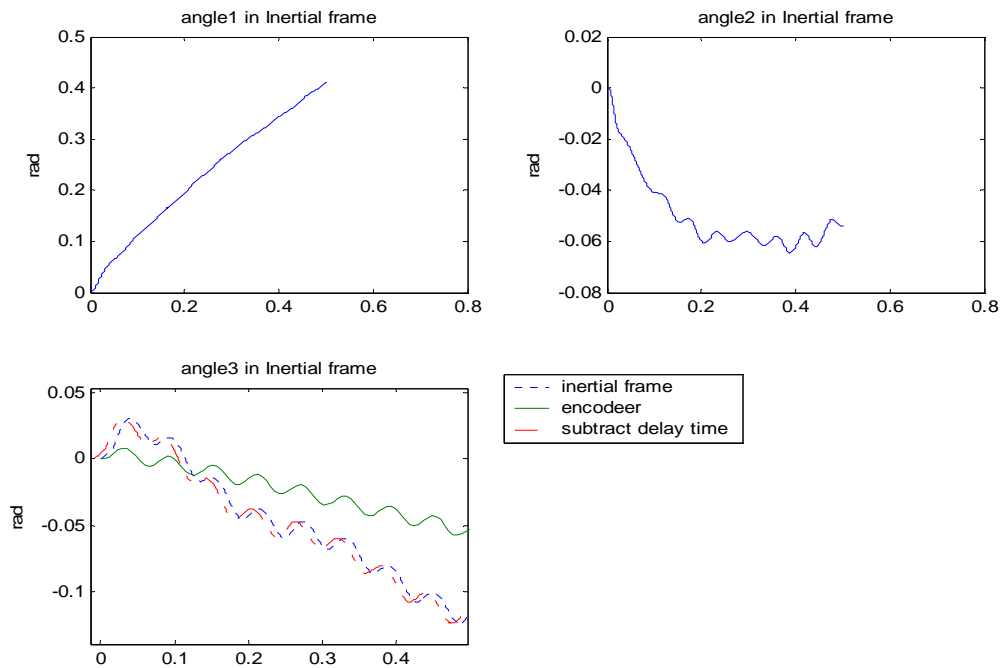 angle1 in Inertial frame
0.5
0.4
0.3
0.2
0.1
0
rad
0 0.2 0.4 0.6 0.8
angle2 in Inertial frame
0.02
0
-0.02
-0.04
-0.06
-0.08
rad
0 0.2 0.4 0.6 0.8
angle3 in Inertial frame
0.05
0
-0.05
-0.1
rad
0 0.1 0.2 0.3 0.4
inertial frame
encodeer
subtract delay time